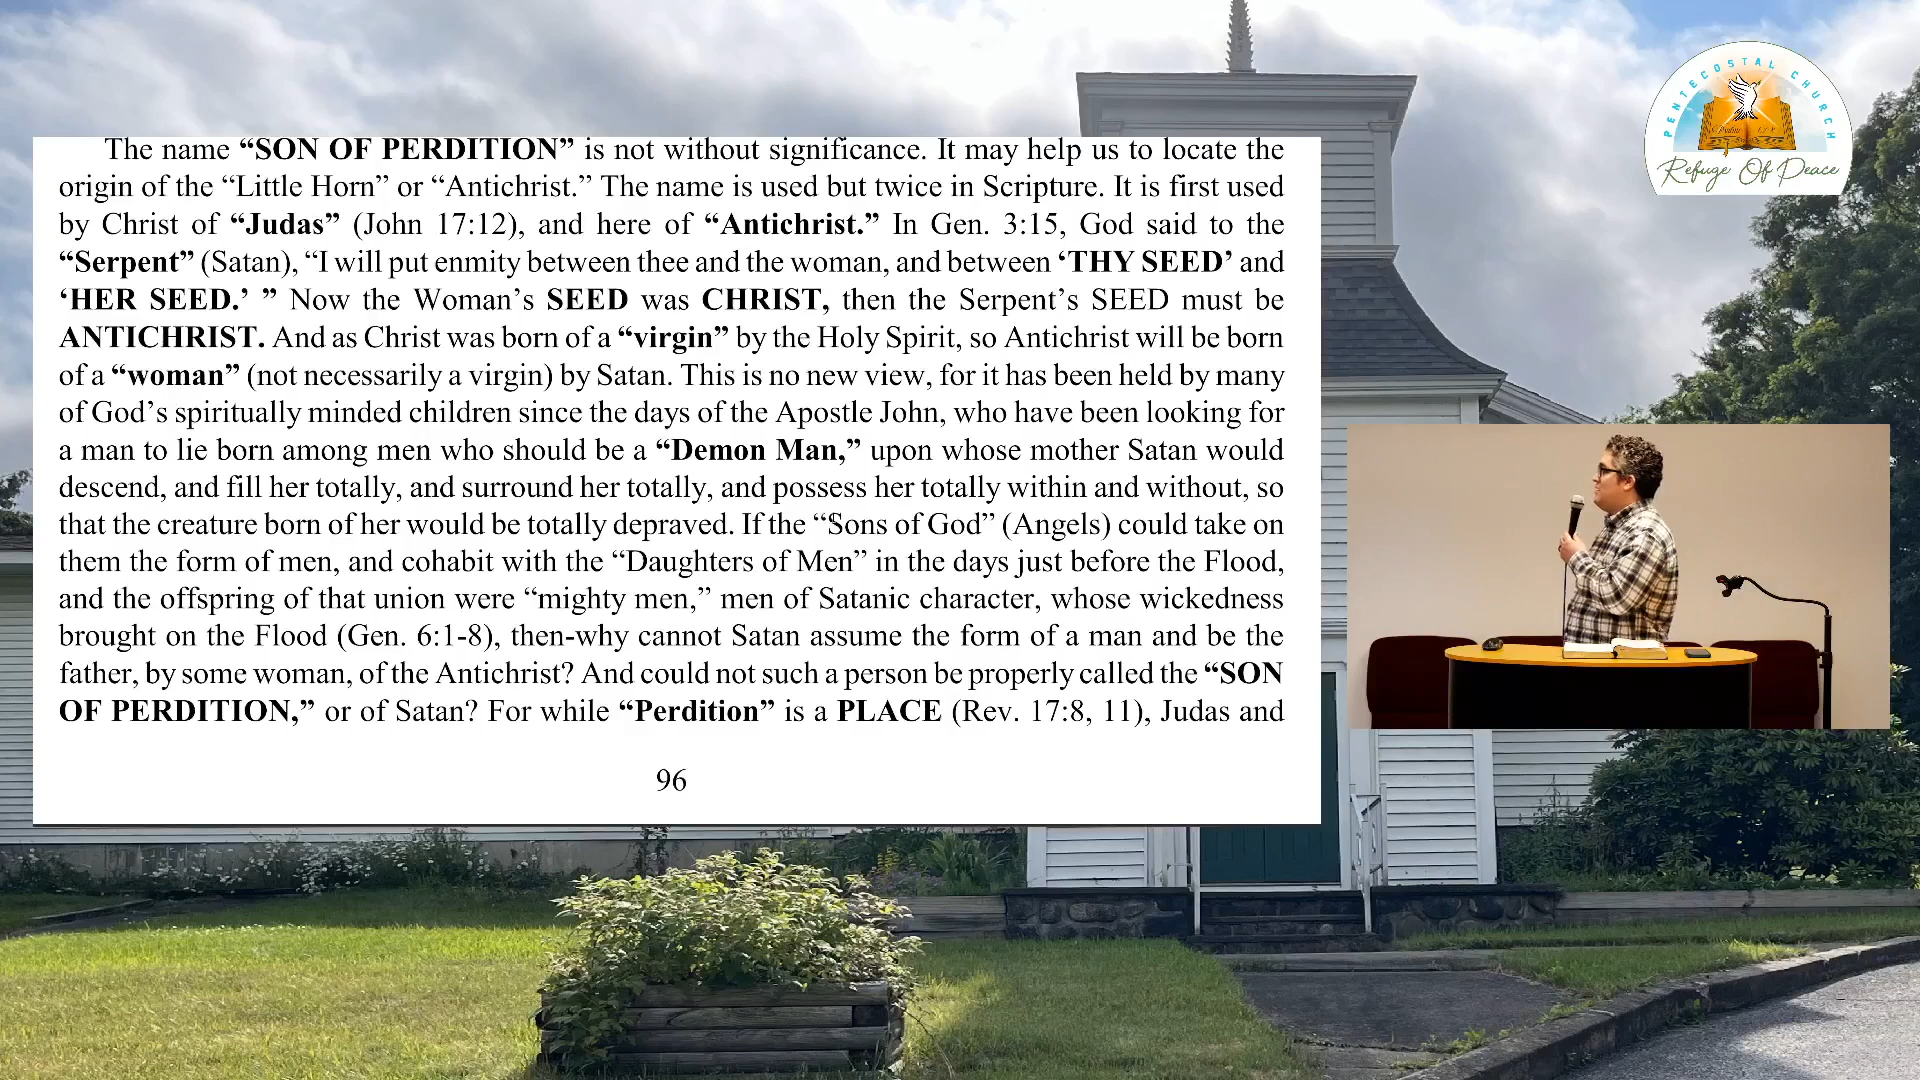 The name “SON OF PERDITION” is not without significance. It may help us to locate the
origin of the “Little Horn” or “Antichrist.” The name is used but twice in Scripture. It is first used
by Christ of “Judas” (John 17:12), and here of “Antichrist.” In Gen. 3:15, God said to the
“Serpent” (Satan), “I will put enmity between thee and the woman, and between ‘THY SEED’ and
‘HER SEED.’ ” Now the Woman’s SEED was CHRIST, then the Serpent’s SEED must be
ANTICHRIST. And as Christ was born of a “virgin” by the Holy Spirit, so Antichrist will be born
of a “woman” (not necessarily a virgin) by Satan. This is no new view, for it has been held by many
of God’s spiritually minded children since the days of the Apostle John, who have been looking for
a man to lie born among men who should be a “Demon Man,” upon whose mother Satan would
descend, and fill her totally, and surround her totally, and possess her totally within and without, so
that the creature born of her would be totally depraved. If the “Sons of God” (Angels) could take on
them the form of men, and cohabit with the “Daughters of Men” in the days just before the Flood,
and the offspring of that union were “mighty men,” men of Satanic character, whose wickedness
brought on the Flood (Gen. 6:1-8), then-why cannot Satan assume the form of a man and be the
father, by some woman, of the Antichrist? And could not such a person be properly called the “SON
OF PERDITION,” or of Satan? For while “Perdition” is a PLACE (Rev. 17:8, 11), Judas and
96
PENTECOSTAL CHURCH
Refuge Of Peace